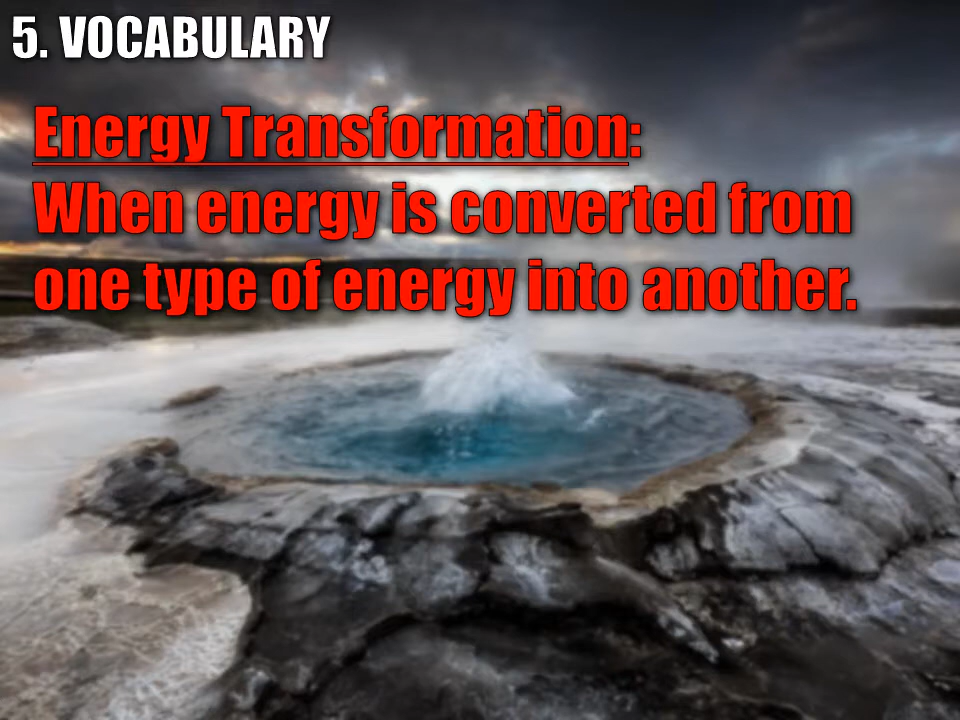 5. VOCABULARY
Energy Transformation:
When energy is converted from
one type of energy into another.